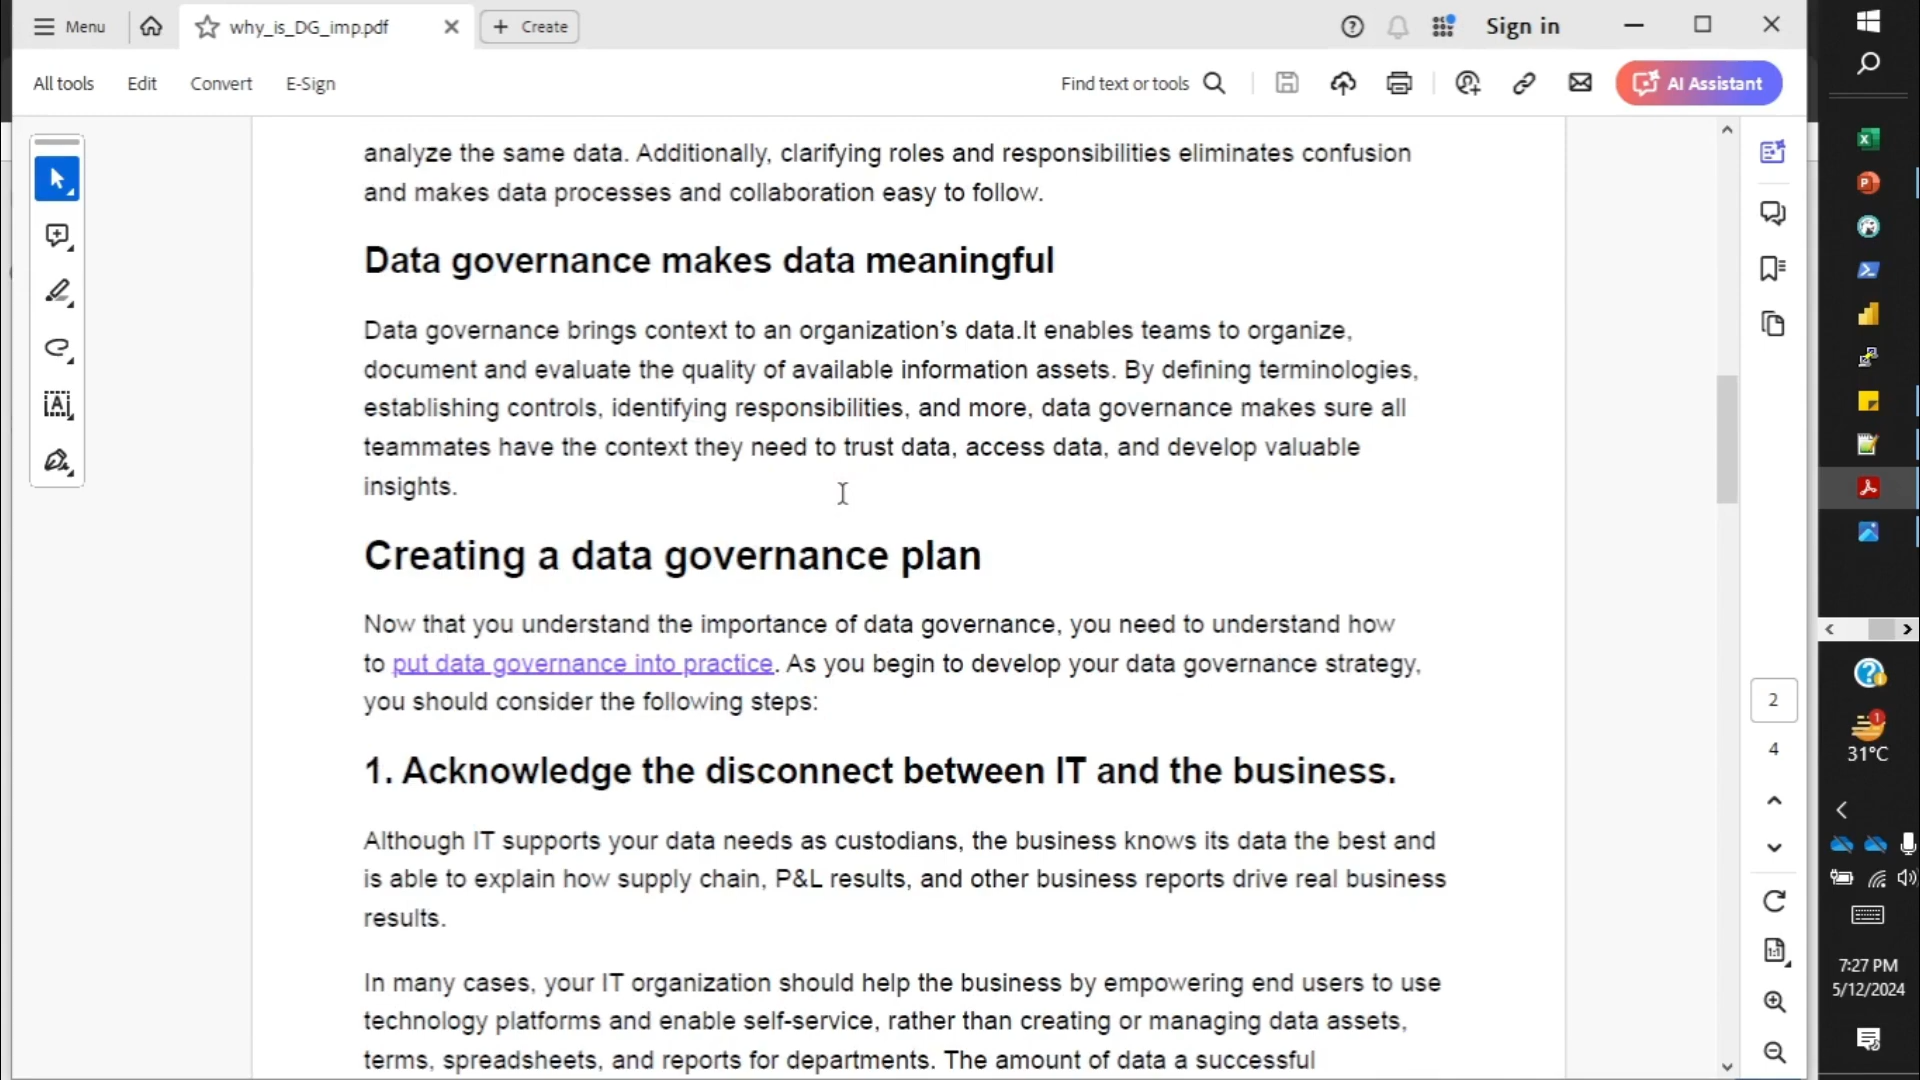 Menu
why_is_DG_imp.pdf
Create
Sign in
All tools
Edit
Convert
E-Sign
Find text or tools
AI Assistant
analyze the same data. Additionally, clarifying roles and responsibilities eliminates confusion
and makes data processes and collaboration easy to follow.
Data governance makes data meaningful
Data governance brings context to an organization’s data.It enables teams to organize,
document and evaluate the quality of available information assets. By defining terminologies,
establishing controls, identifying responsibilities, and more, data governance makes sure all
teammates have the context they need to trust data, access data, and develop valuable
insights.
Creating a data governance plan
Now that you understand the importance of data governance, you need to understand how
to put data governance into practice. As you begin to develop your data governance strategy,
you should consider the following steps:
1. Acknowledge the disconnect between IT and the business.
Although IT supports your data needs as custodians, the business knows its data the best and
is able to explain how supply chain, P&L results, and other business reports drive real business
results.
In many cases, your IT organization should help the business by empowering end users to use
technology platforms and enable self-service, rather than creating or managing data assets,
terms, spreadsheets, and reports for departments. The amount of data a successful
2
4
1
31°C
7:27 PM
5/12/2024